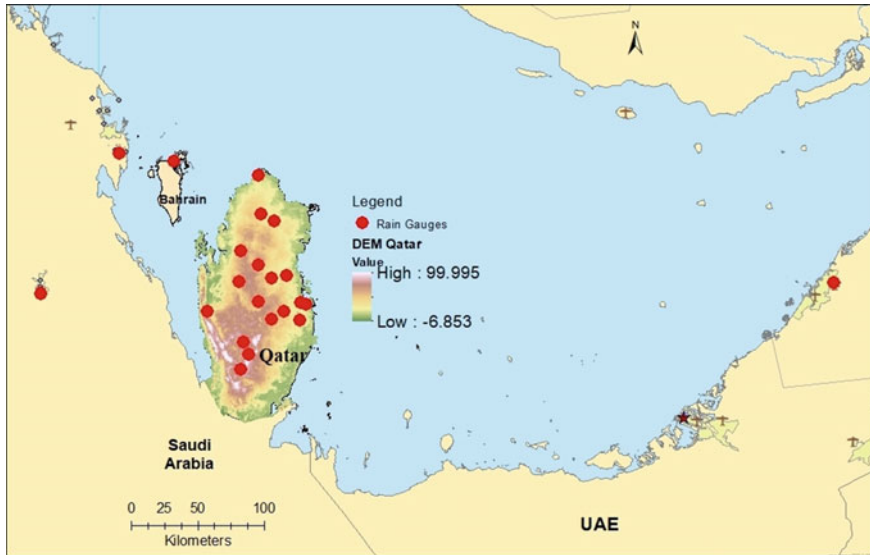 N
Bahrain
Legend
Rain Gauges
DEM Qatar
Value
High : 99.995
Low : -6.853
Qatar
Saudi
Arabia
0 25 50 100
Kilometers
UAE